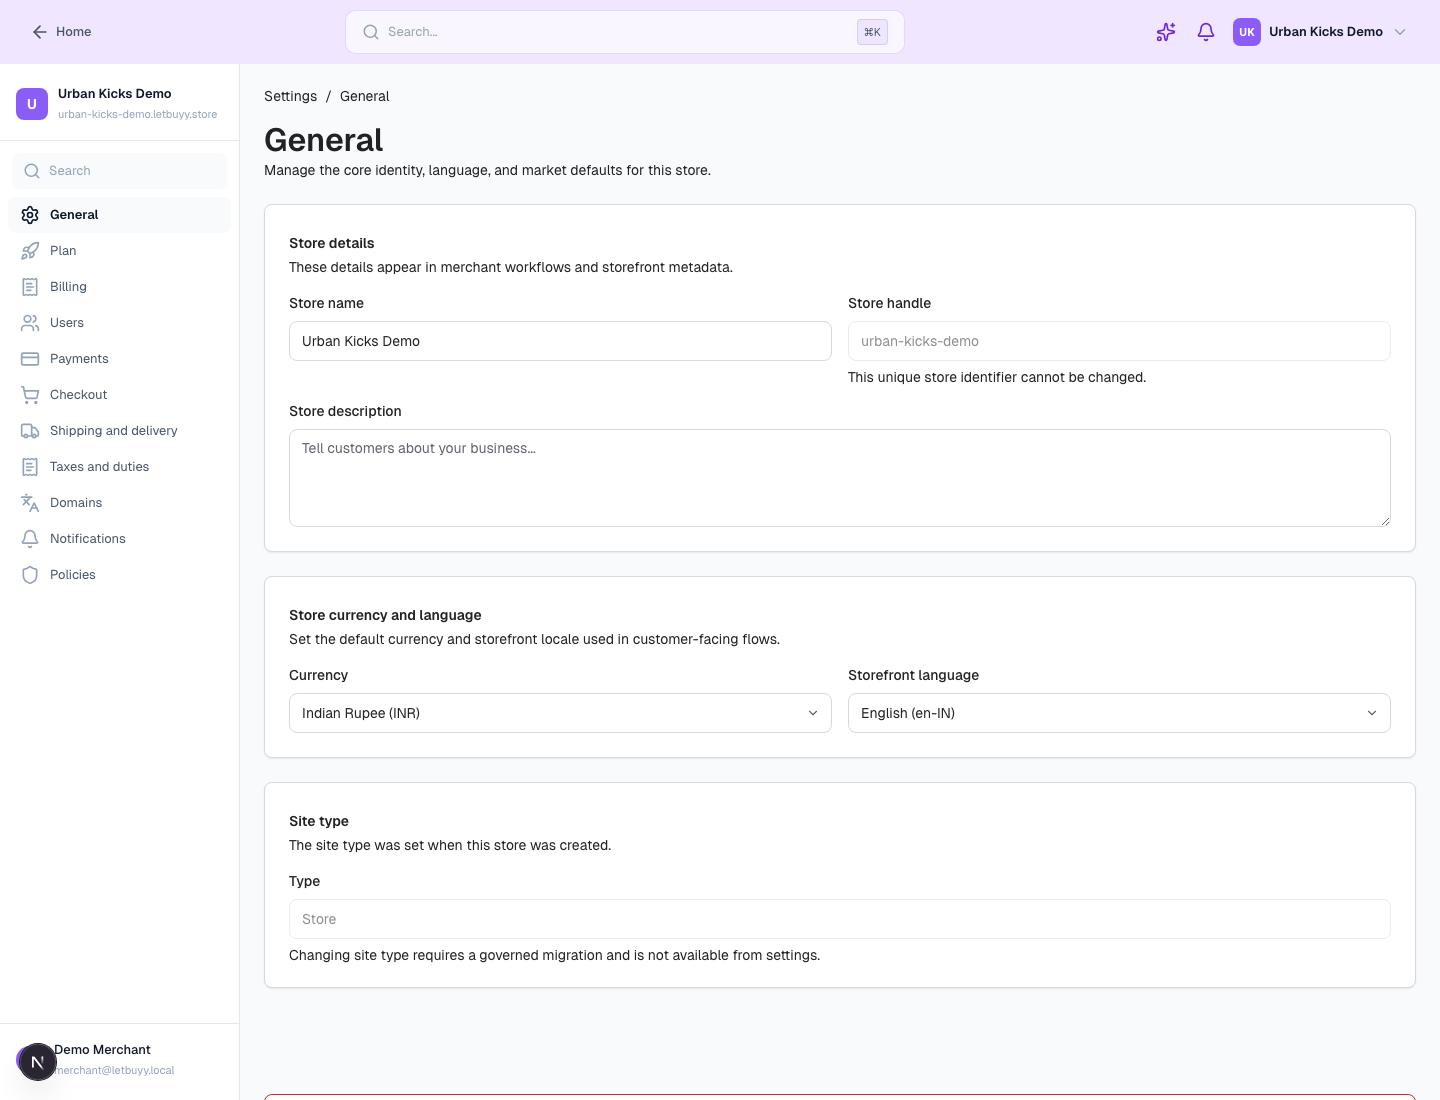 Home
Search...
⌘K
UK
Urban Kicks Demo
U
Urban Kicks Demo
urban-kicks-demo.letbuyy.store
Search
General
Plan
Billing
Users
Payments
Checkout
Shipping and delivery
Taxes and duties
Domains
Notifications
Policies
N
Demo Merchant
merchant@letbuyy.local
Settings / General
General
Manage the core identity, language, and market defaults for this store.
Store details
These details appear in merchant workflows and storefront metadata.
Store name
Urban Kicks Demo
Store handle
urban-kicks-demo
This unique store identifier cannot be changed.
Store description
Tell customers about your business...
Store currency and language
Set the default currency and storefront locale used in customer-facing flows.
Currency
Indian Rupee (INR)
Storefront language
English (en-IN)
Site type
The site type was set when this store was created.
Type
Store
Changing site type requires a governed migration and is not available from settings.